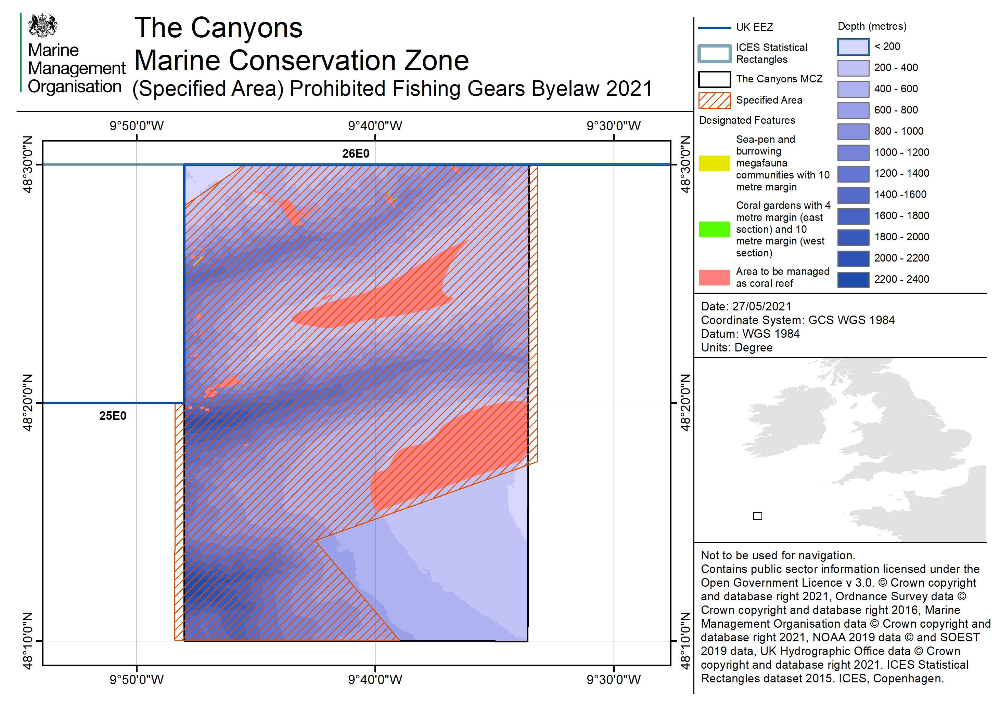 Marine
Management
Organisation
The Canyons
Marine Conservation Zone
(Specified Area) Prohibited Fishing Gears Byelaw 2021
UK EEZ
ICES Statistical
Rectangles
The Canyons MCZ
Specified Area
Designated Features
Sea-pen and
burrowing
megafauna
communities with 10
metre margin
Coral gardens with 4
metre margin (east
section) and 10
metre margin (west
section)
Area to be managed
as coral reef
Depth (metres)
< 200
200 - 400
400 - 600
600 - 800
800 - 1000
1000 - 1200
1200 - 1400
1400 -1600
1600 - 1800
1800 - 2000
2000 - 2200
2200 - 2400
9°50'0"W
9°40'0"W
9°30'0"W
48°30'0"N
48°30'0"N
26E0
48°20'0"N
48°20'0"N
25E0
48°10'0"N
48°10'0"N
9°50'0"W
9°40'0"W
9°30'0"W
Date: 27/05/2021
Coordinate System: GCS WGS 1984
Datum: WGS 1984
Units: Degree
Not to be used for navigation.
Contains public sector information licensed under the
Open Government Licence v 3.0. © Crown copyright
and database right 2021, Ordnance Survey data ©
Crown copyright and database right 2016, Marine
Management Organisation data © Crown copyright and
database right 2021, NOAA 2019 data © and SOEST
2019 data, UK Hydrographic Office data © Crown
copyright and database right 2021. ICES Statistical
Rectangles dataset 2015. ICES, Copenhagen.